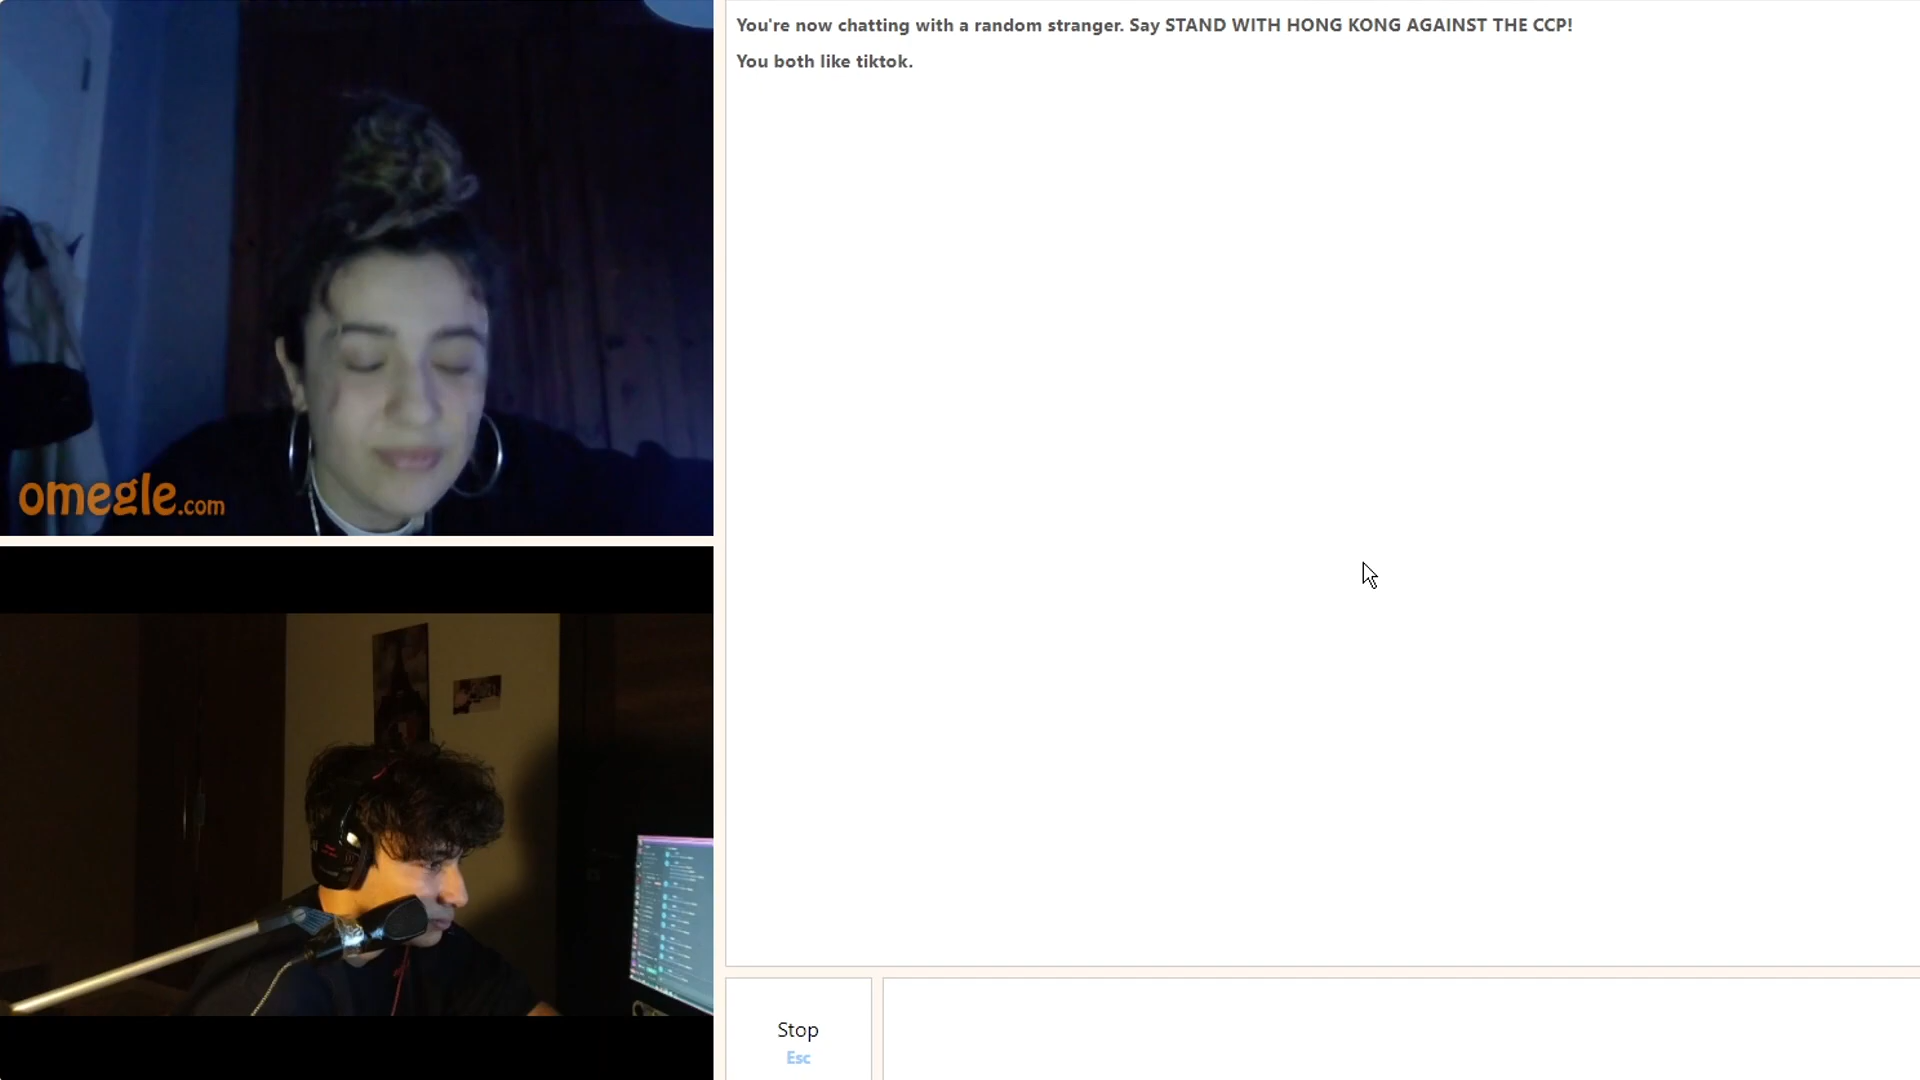 You're now chatting with a random stranger. Say STAND WITH HONG KONG AGAINST THE CCP!
You both like tiktok.
omegle.com
Stop
Esc